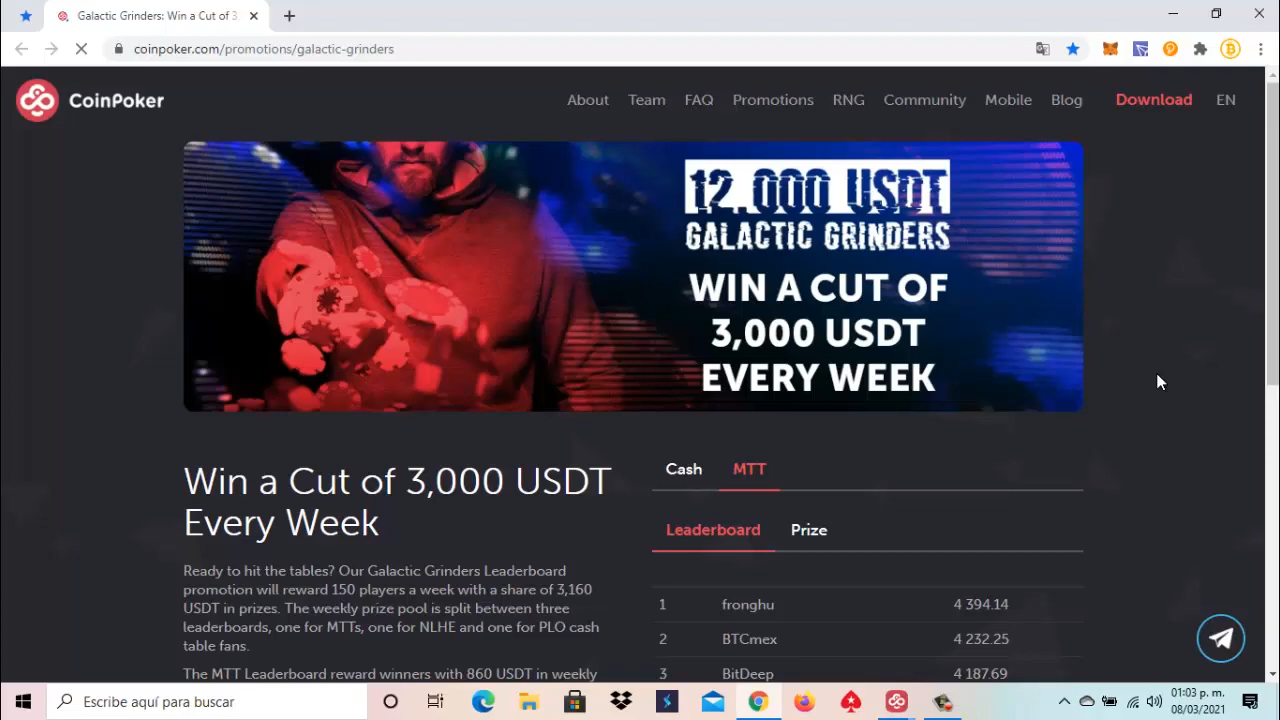 Galactic Grinders: Win a Cut of 3
coinpoker.com/promotions/galactic-grinders
CoinPoker
About
Team
FAQ
Promotions
RNG
Community
Mobile
Blog
Download
EN
12.000 USDT
GALACTIC GRINDERS
WIN A CUT OF
3,000 USDT
EVERY WEEK
Win a Cut of 3,000 USDT
Every Week
Ready to hit the tables? Our Galactic Grinders Leaderboard
promotion will reward 150 players a week with a share of 3,160
USDT in prizes. The weekly prize pool is split between three
leaderboards, one for MTTs, one for NLHE and one for PLO cash
table fans.
The MTT Leaderboard reward winners with 860 USDT in weekly
Cash
MTT
Leaderboard
Prize
1 fronghu 4 394.14
2 BTCmex 4 232.25
3 BitDeep 4 187.69
Escribe aquí para buscar
01:03 p. m.
08/03/2021